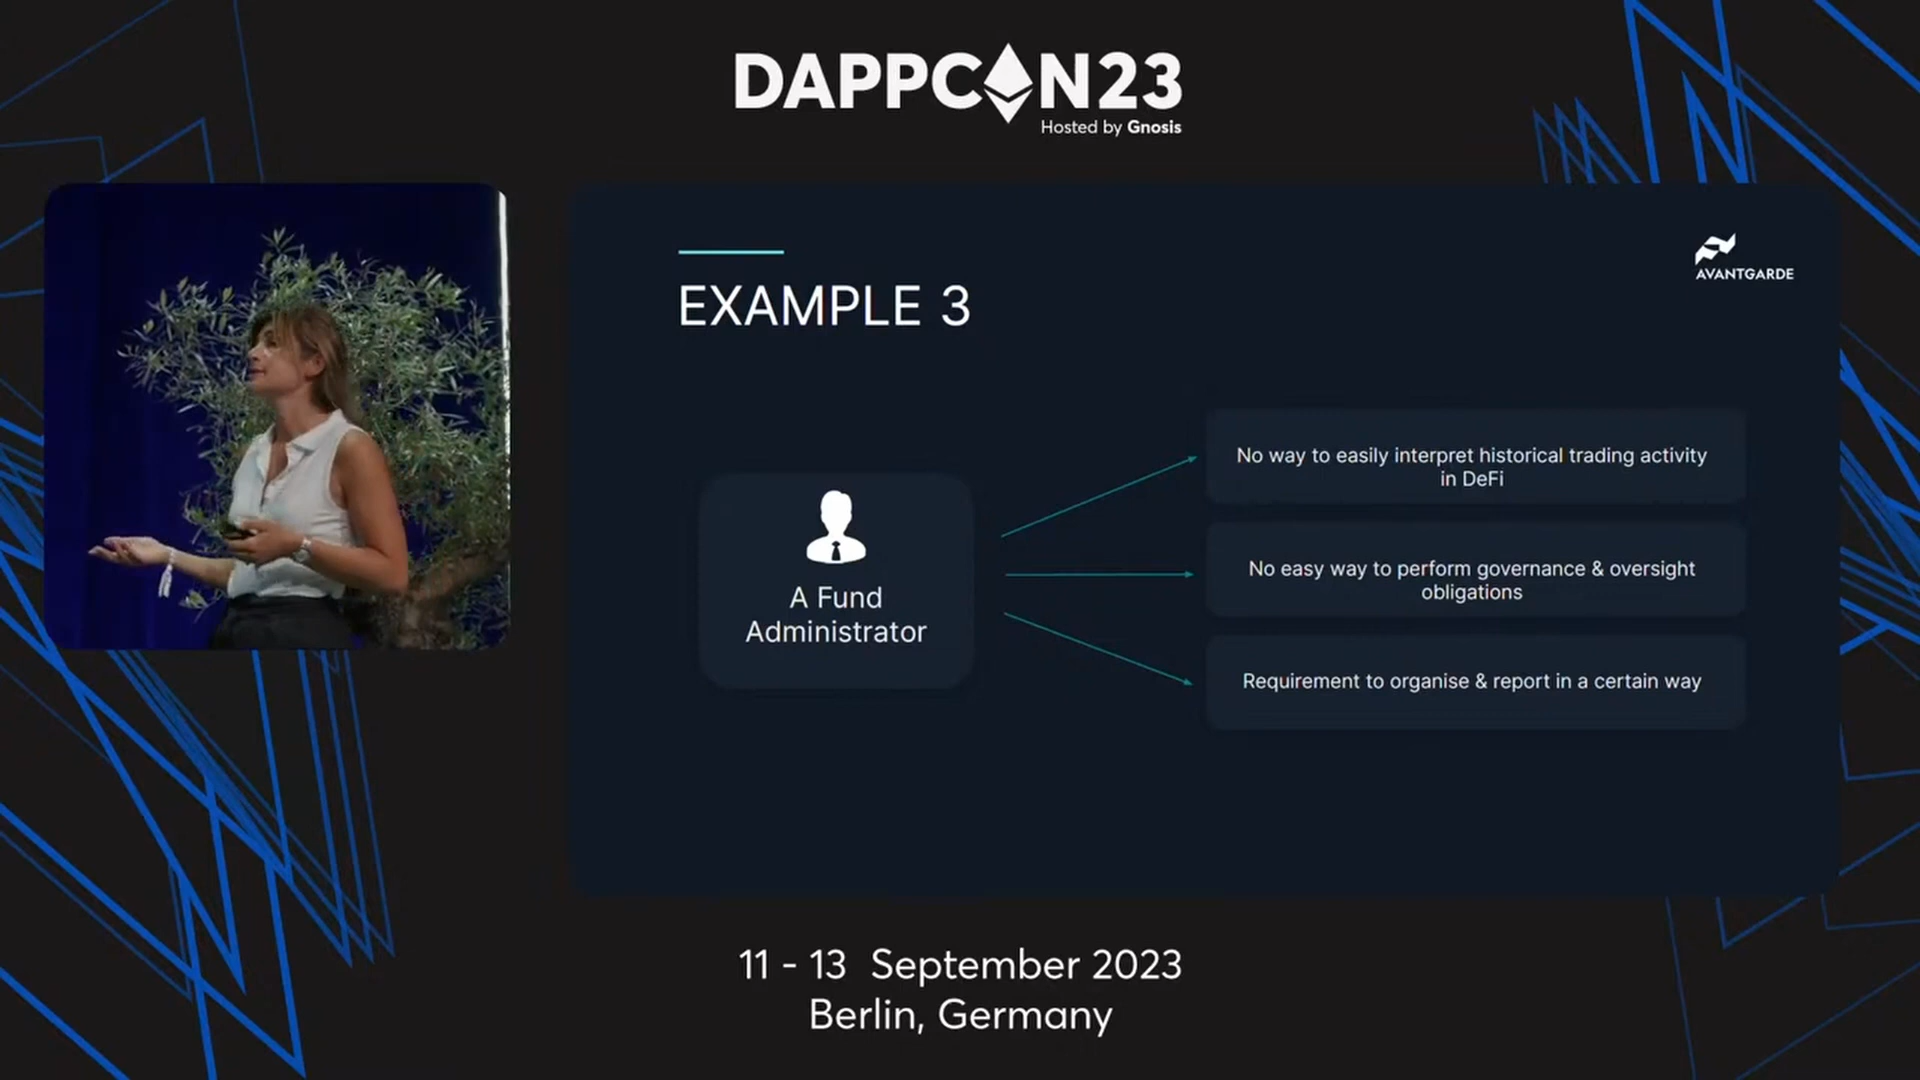 DAPPCON23
Hosted by Gnosis
AVANTGARDE
EXAMPLE 3
A Fund
Administrator
No way to easily interpret historical trading activity
in DeFi
No easy way to perform governance & oversight
obligations
Requirement to organise & report in a certain way
11 - 13 September 2023
Berlin, Germany